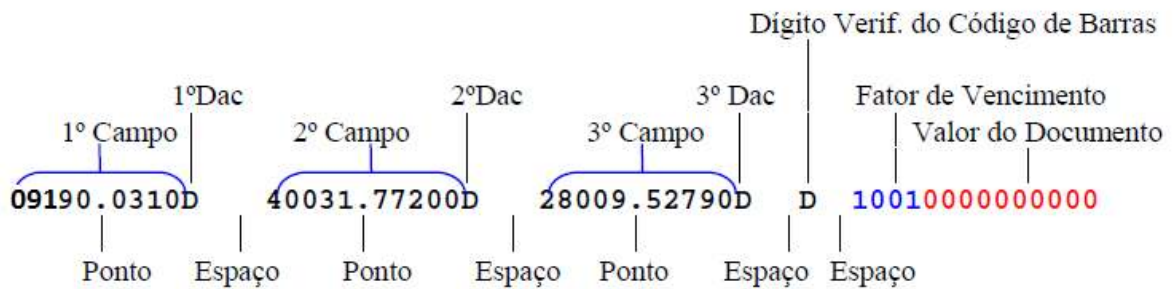 Dígito Verif. do Código de Barras
1ºDac 2ºDac 3º Dac Fator de Vencimento
1º Campo 2º Campo 3º Campo Valor do Documento
09190.0310D 40031.77200D 28009.52790D D 10010000000000
Ponto Espaço Ponto Espaço Ponto Espaço Espaço